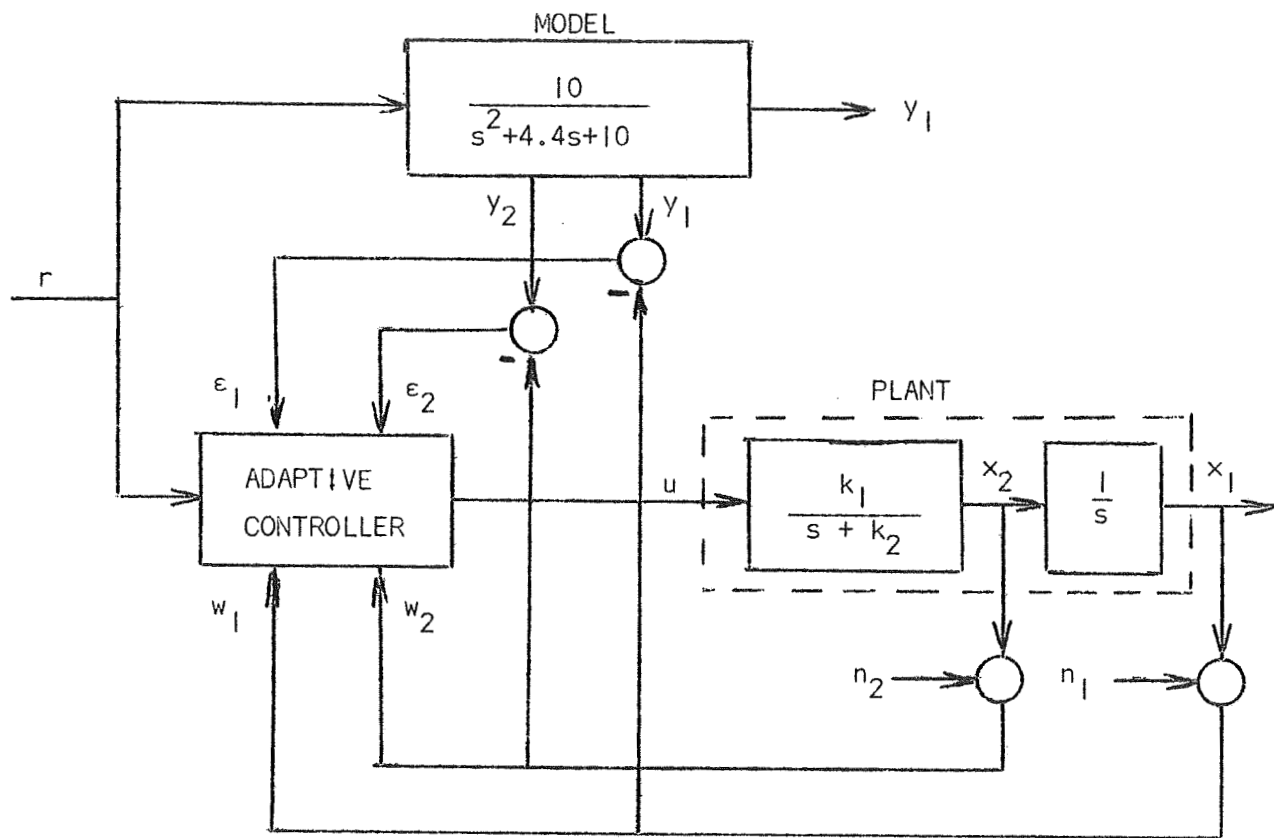 MODEL
10
s²+4.4s+10
y₁
y₂
y₁
r
ε₁
ε₂
PLANT
ADAPTIVE
CONTROLLER
u
k₁
s + k₂
x₂
1
s
x₁
w₁
w₂
n₂
n₁